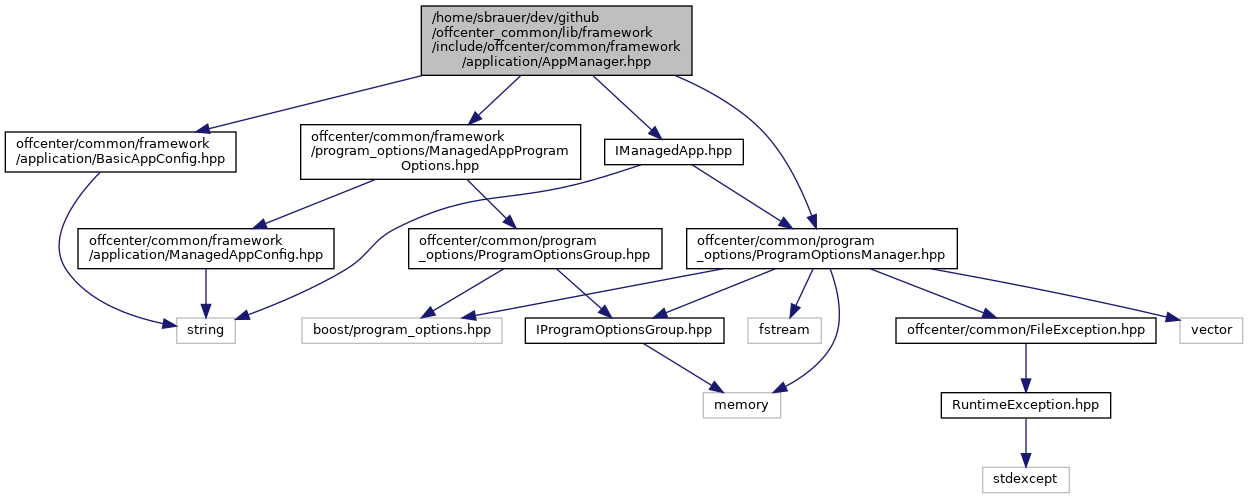 /home/sbrauer/dev/github
/offcenter_common/lib/framework
/include/offcenter/common/framework
/application/AppManager.hpp
offcenter/common/framework
/application/BasicAppConfig.hpp
offcenter/common/framework
/program_options/ManagedAppProgram
Options.hpp
IManagedApp.hpp
offcenter/common/framework
/application/ManagedAppConfig.hpp
offcenter/common/program
_options/ProgramOptionsGroup.hpp
offcenter/common/program
_options/ProgramOptionsManager.hpp
string
boost/program_options.hpp
IProgramOptionsGroup.hpp
fstream
offcenter/common/FileException.hpp
vector
memory
RuntimeException.hpp
stdexcept